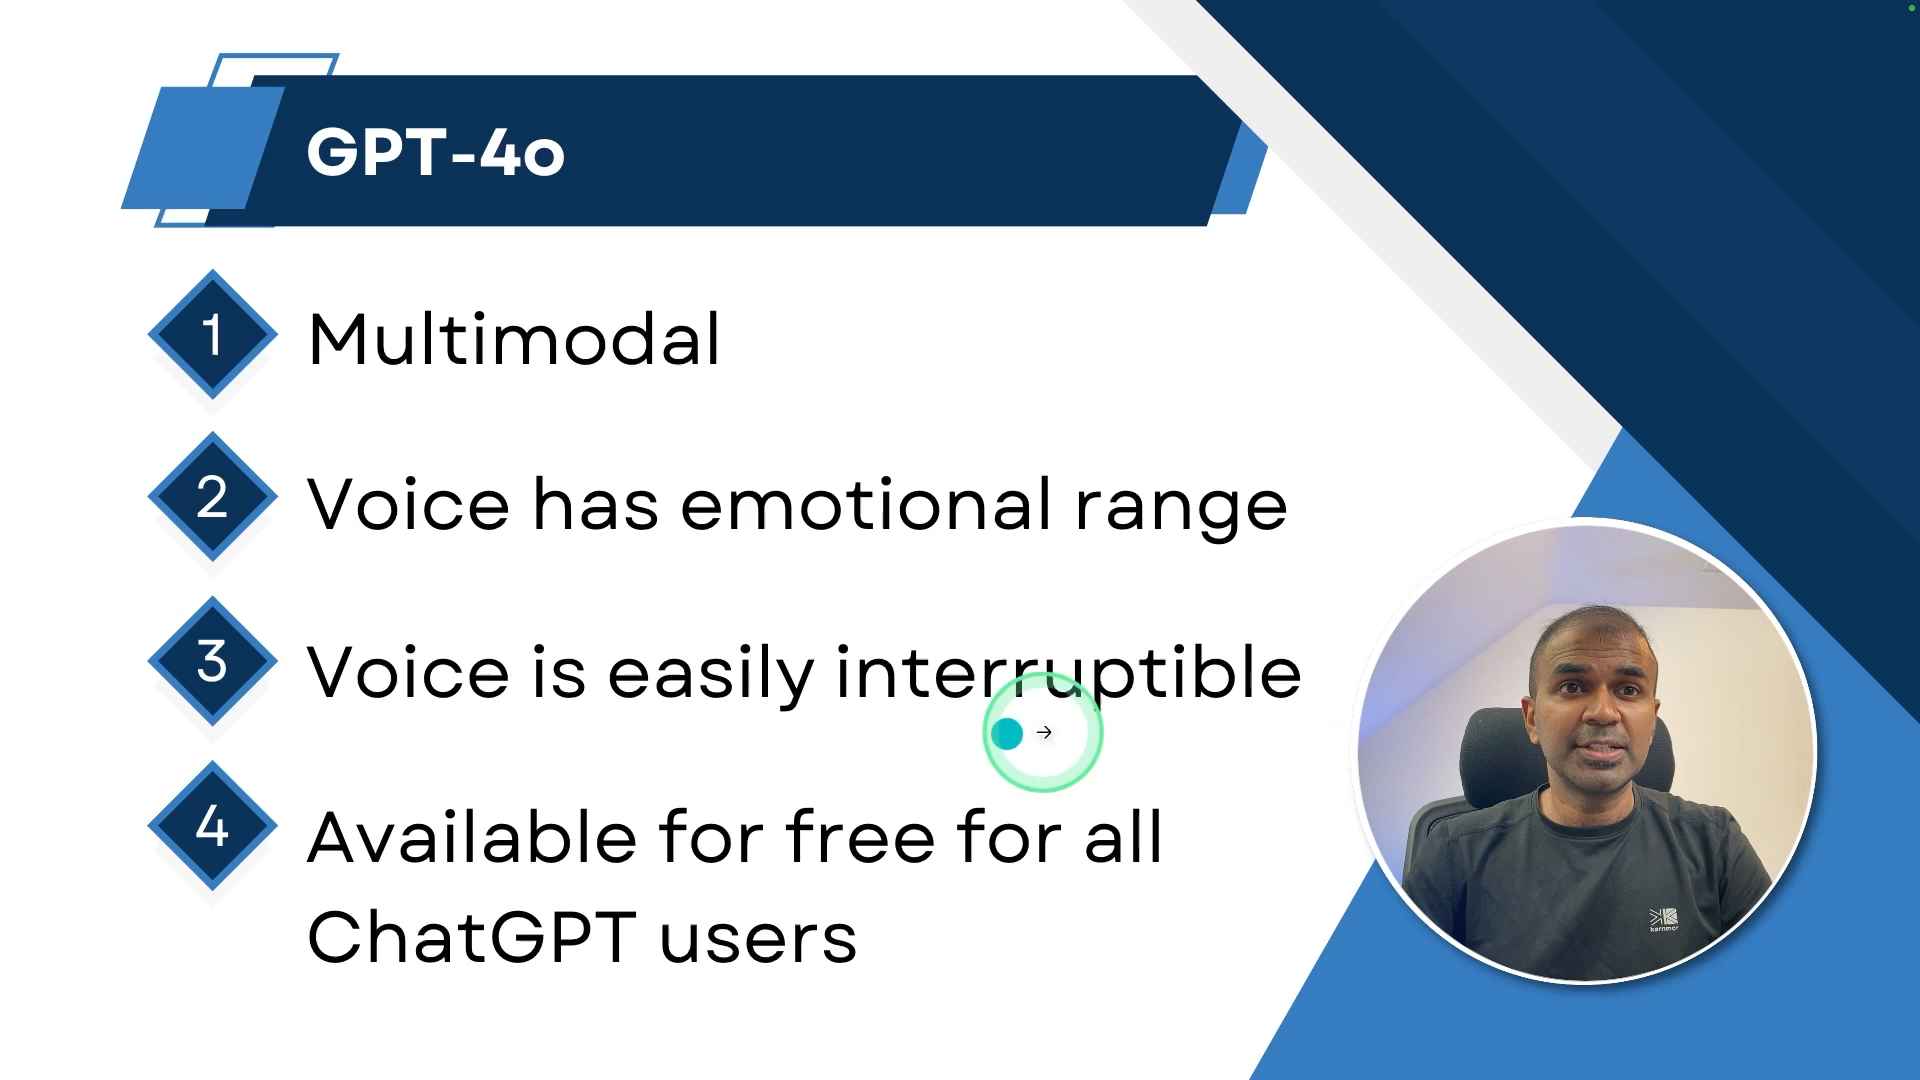 GPT-4o
1
Multimodal
2
Voice has emotional range
3
Voice is easily interruptible
4
Available for free for all
ChatGPT users